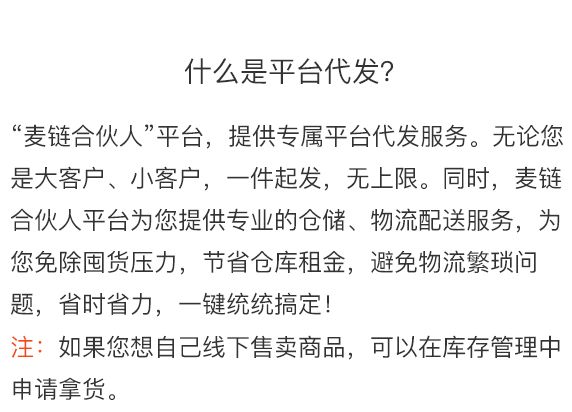 什么是平台代发？
“麦链合伙人”平台，提供专属平台代发服务。无论您
是大客户、小客户，一件起发，无上限。同时，麦链
合伙人平台为您提供专业的仓储、物流配送服务，为
您免除囤货压力，节省仓库租金，避免物流繁琐问
题，省时省力，一键统统搞定！
注：如果您想自己线下售卖商品，可以在库存管理中
申请拿货。